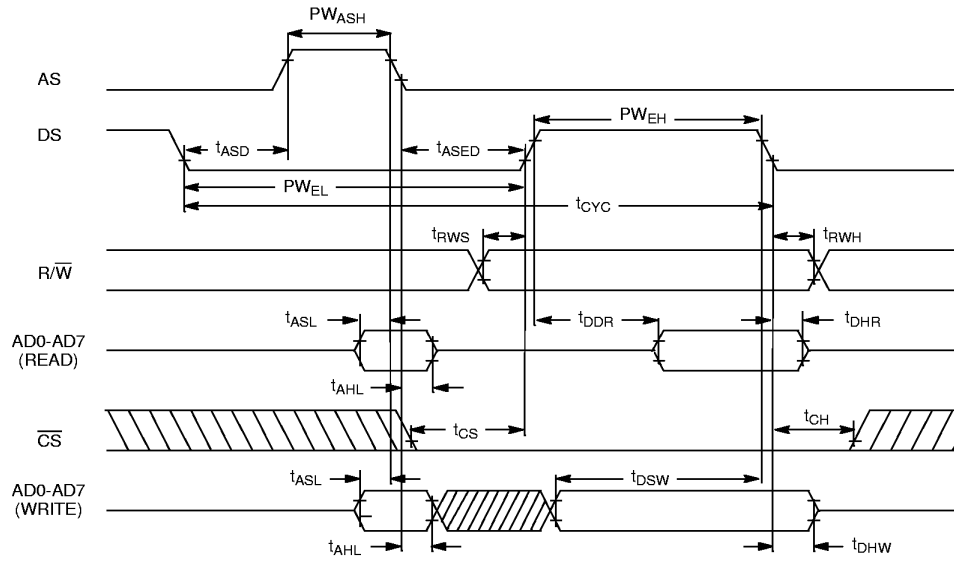 PW_ASH
AS
DS
PW_EH
t_ASD
t_ASED
PW_EL
t_CYC
t_RWS
t_RWH
R/W̅
t_ASL
t_DDR
t_DHR
AD0-AD7
(READ)
t_AHL
t_CH
C̅S̅
t_CS
t_ASL
t_DSW
AD0-AD7
(WRITE)
t_AHL
t_DHW